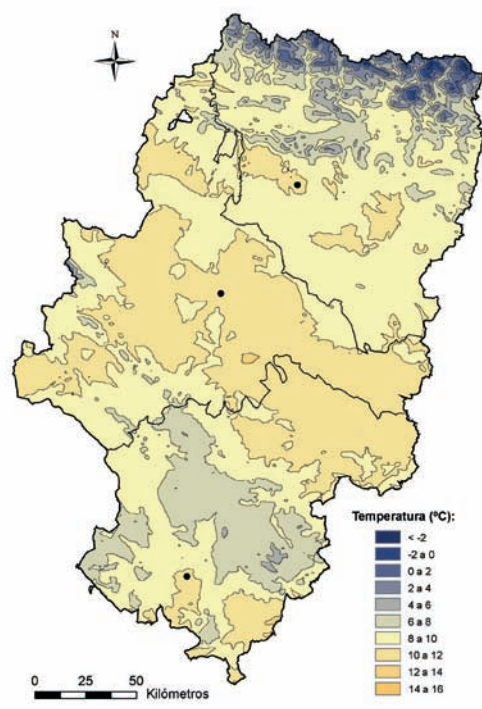 N
Temperatura (ºC):
< -2
-2 a 0
0 a 2
2 a 4
4 a 6
6 a 8
8 a 10
10 a 12
12 a 14
14 a 16
0 25 50
Kilómetros